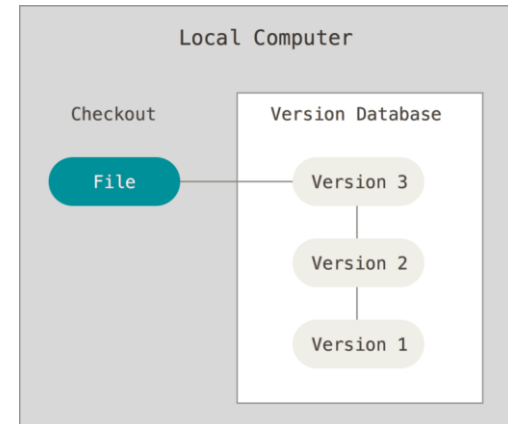 Local Computer
Checkout
Version Database
File
Version 3
Version 2
Version 1